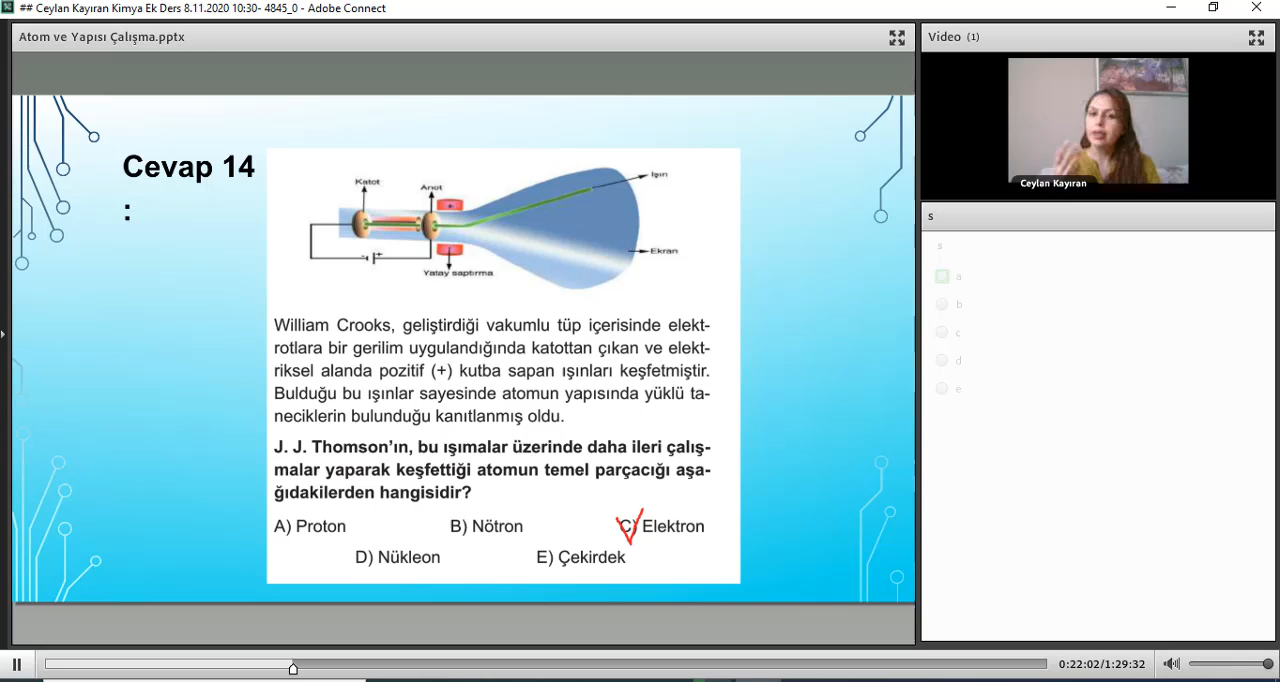 ## Ceylan Kayıran Kimya Ek Ders 8.11.2020 10:30- 4845_0 - Adobe Connect
Atom ve Yapısı Çalışma.pptx
Video (1)
Ceylan Kayıran
Cevap 14
:
Katot
Anot
Işın
Ekran
Yatay saptırma
William Crooks, geliştirdiği vakumlu tüp içerisinde elekt-
rotlara bir gerilim uygulandığında katottan çıkan ve elekt-
riksel alanda pozitif (+) kutba sapan ışınları keşfetmiştir.
Bulduğu bu ışınlar sayesinde atomun yapısında yüklü ta-
neciklerin bulunduğu kanıtlanmış oldu.
J. J. Thomson'ın, bu ışımalar üzerinde daha ileri çalış-
malar yaparak keşfettiği atomun temel parçacığı aşa-
ğıdakilerden hangisidir?
A) Proton B) Nötron C) Elektron
D) Nükleon E) Çekirdek
s
s
a
b
c
d
e
0:22:02/1:29:32